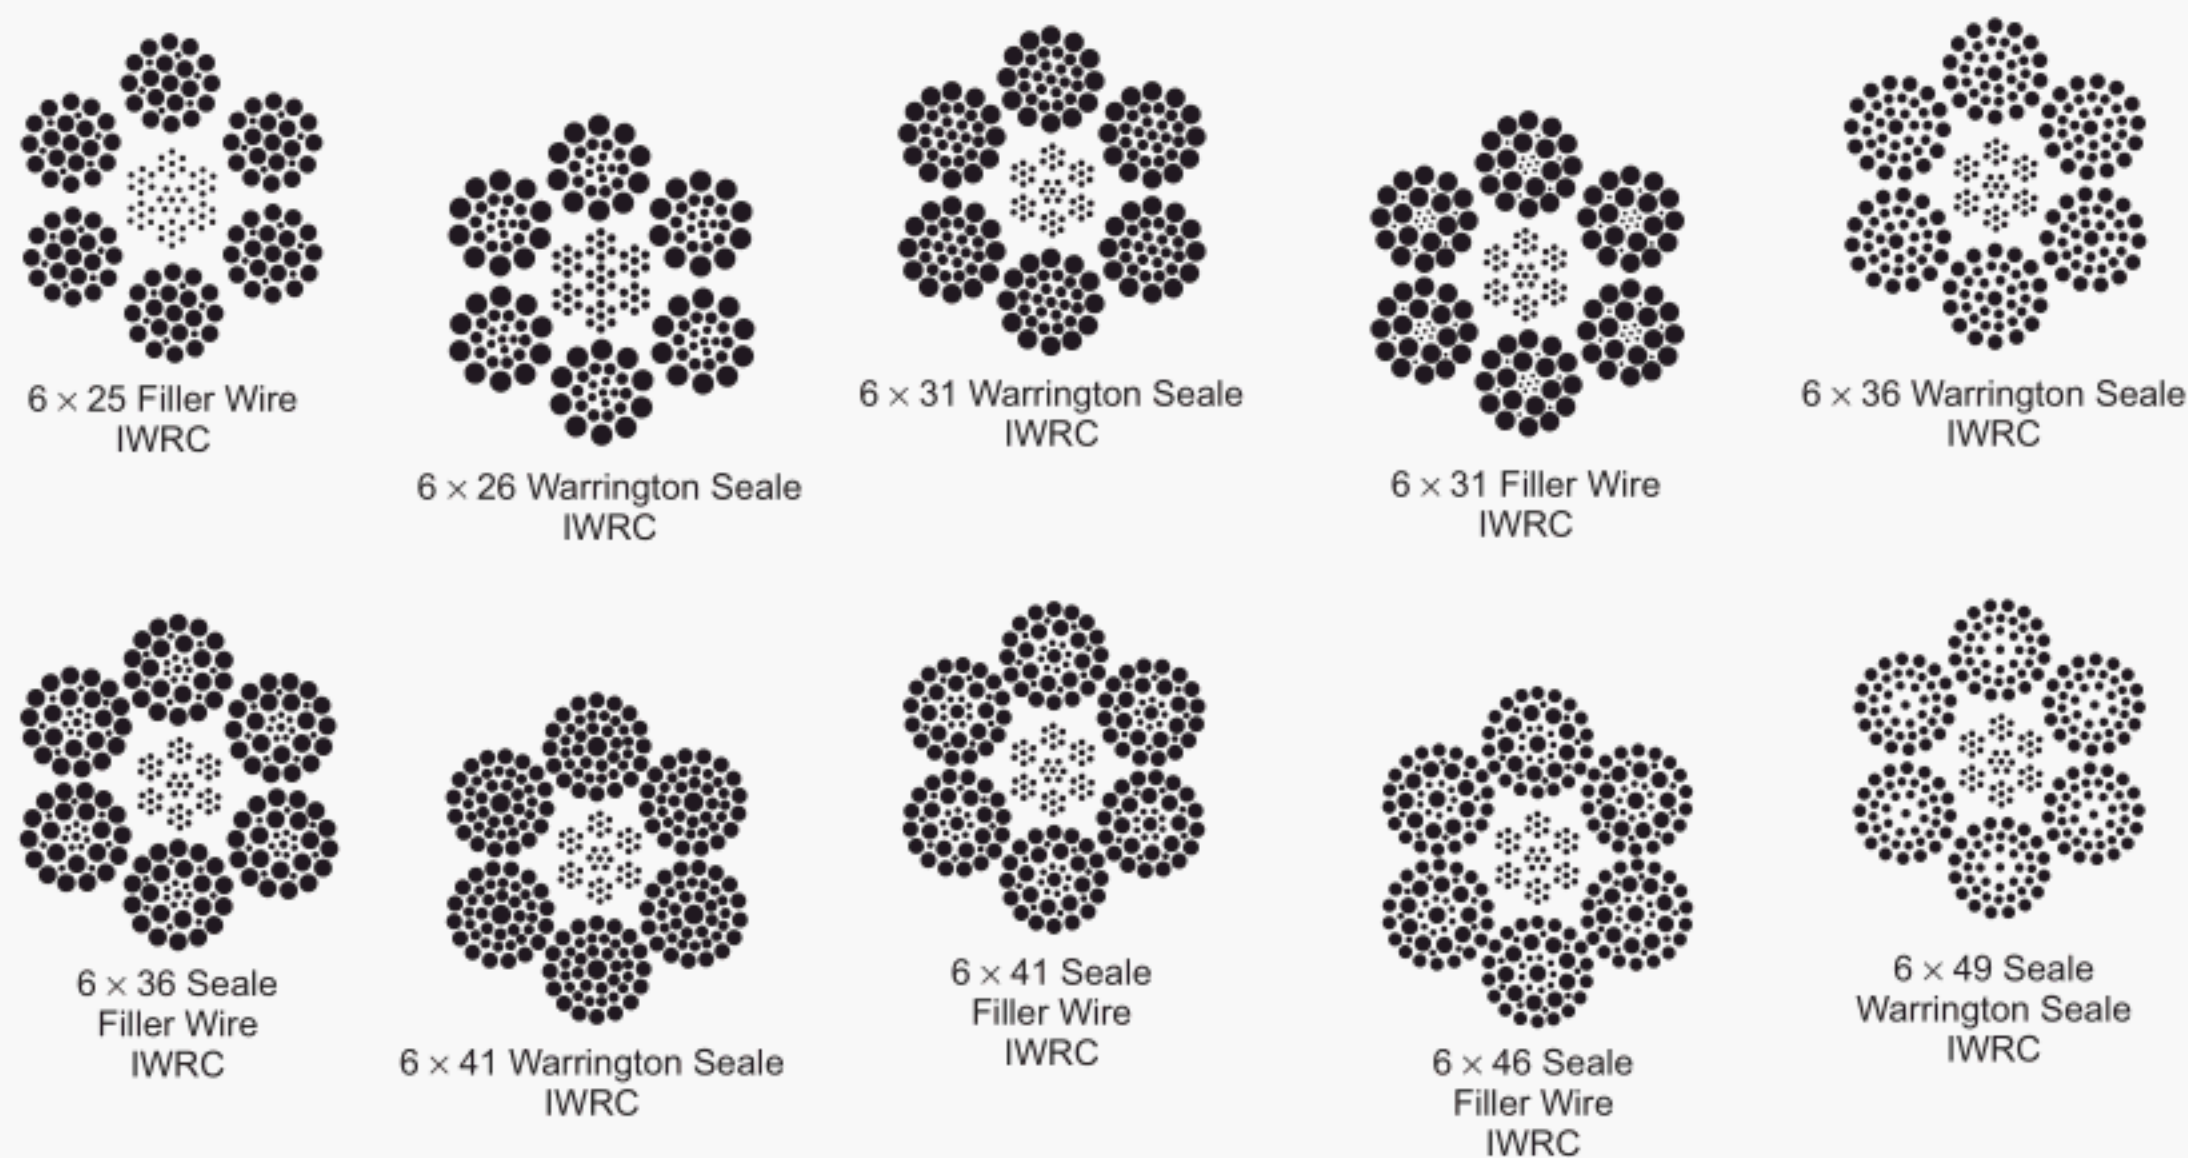 6 × 25 Filler Wire
IWRC
6 × 26 Warrington Seale
IWRC
6 × 31 Warrington Seale
IWRC
6 × 31 Filler Wire
IWRC
6 × 36 Warrington Seale
IWRC
6 × 36 Seale
Filler Wire
IWRC
6 × 41 Warrington Seale
IWRC
6 × 41 Seale
Filler Wire
IWRC
6 × 46 Seale
Filler Wire
IWRC
6 × 49 Seale
Warrington Seale
IWRC